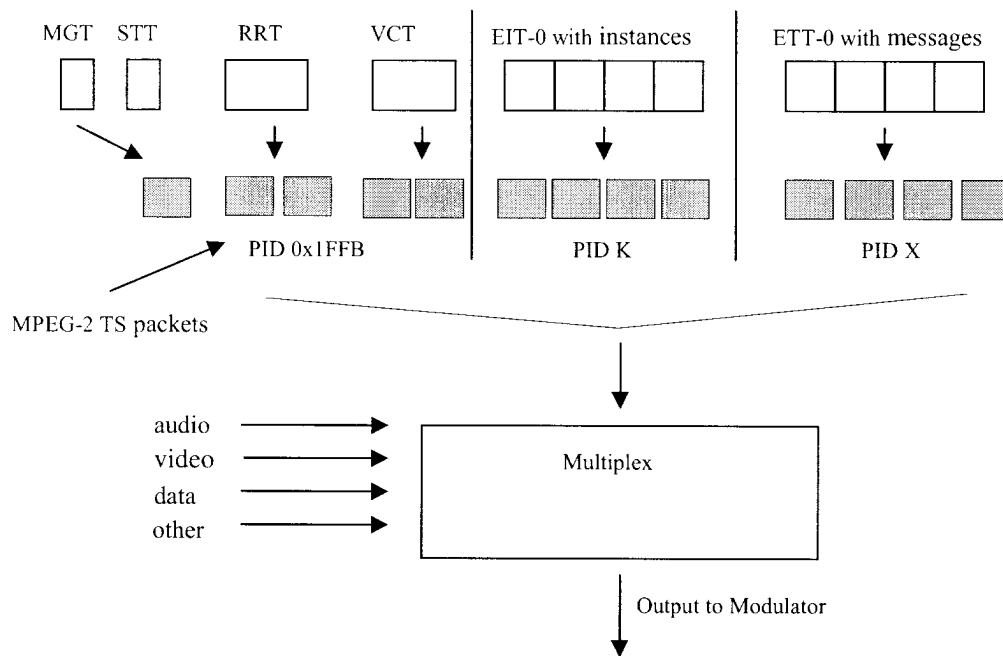 MGT STT RRT VCT EIT-0 with instances ETT-0 with messages
PID 0x1FFB PID K PID X
MPEG-2 TS packets
audio
video
data
other
Multiplex
Output to Modulator